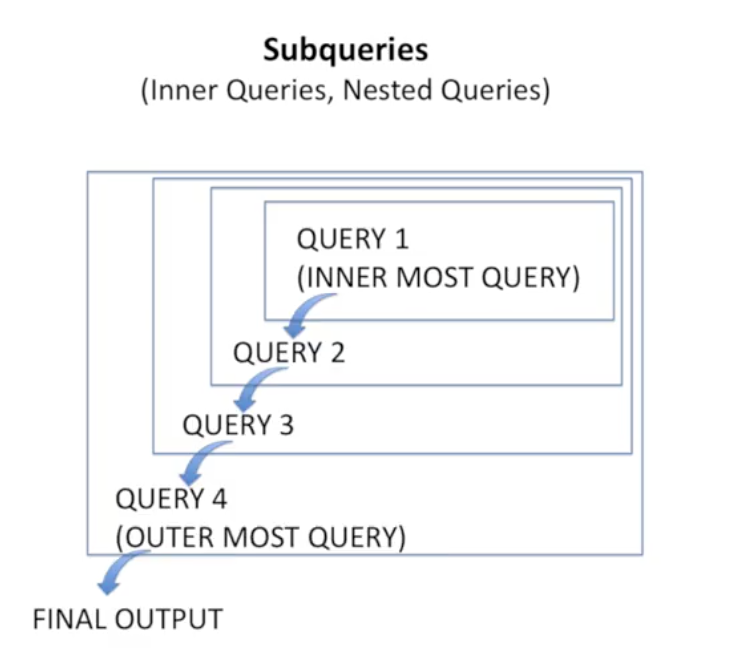 Subqueries
(Inner Queries, Nested Queries)
QUERY 1
(INNER MOST QUERY)
QUERY 2
QUERY 3
QUERY 4
(OUTER MOST QUERY)
FINAL OUTPUT